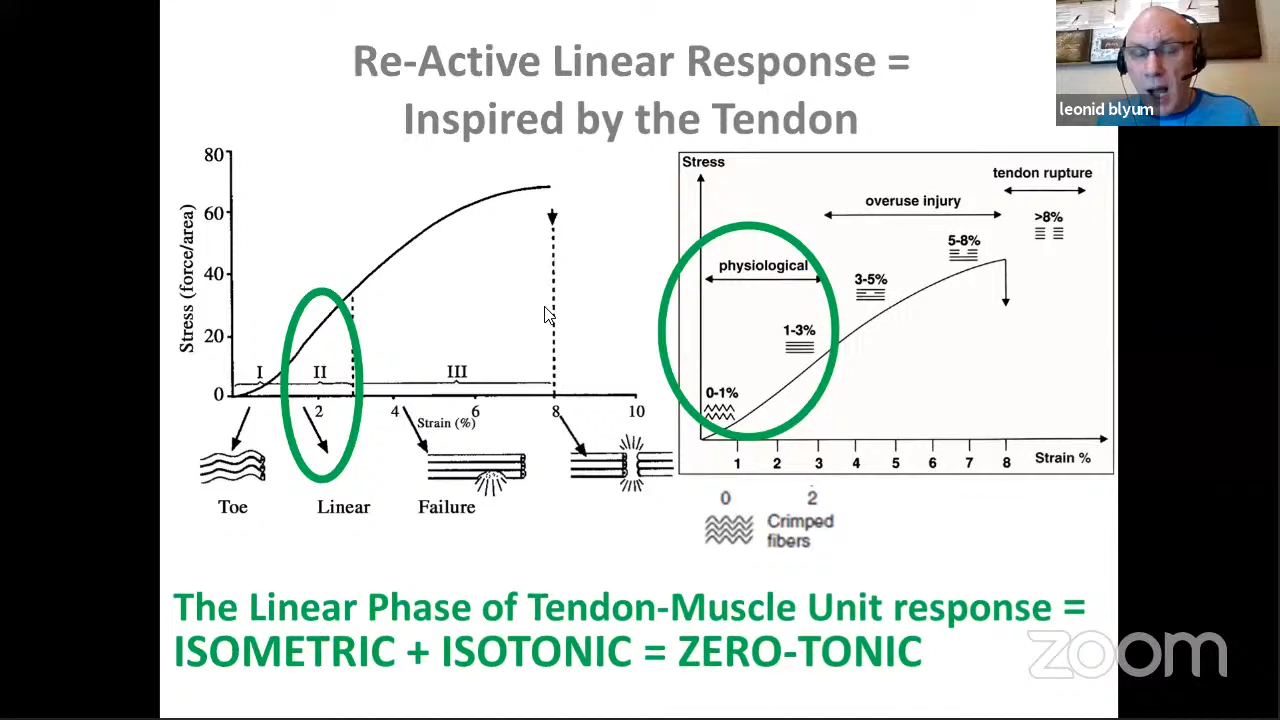 Re-Active Linear Response =
Inspired by the Tendon
leonid blyum
80
60
40
20
0
Stress (force/area)
I
II
III
2
4
6
8
10
Strain (%)
Toe
Linear
Failure
Stress
tendon rupture
overuse injury
>8%
5-8%
physiological
3-5%
1-3%
0-1%
1
2
3
4
5
6
7
8
Strain %
0
2
Crimped
fibers
The Linear Phase of Tendon-Muscle Unit response =
ISOMETRIC + ISOTONIC = ZERO-TONIC
zoom